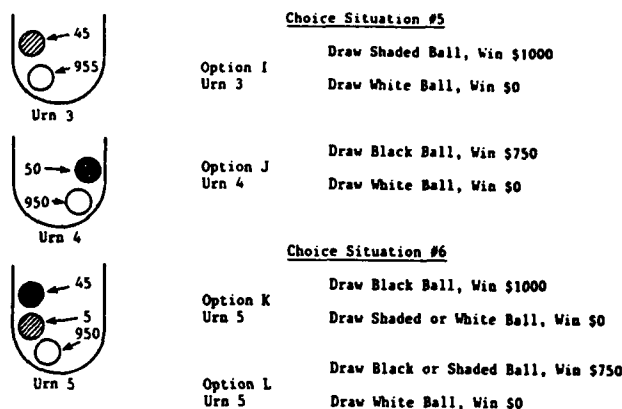 Choice Situation #5
45
955
Urn 3
Option I
Urn 3
Draw Shaded Ball, Win $1000
Draw White Ball, Win $0
50
950
Urn 4
Option J
Urn 4
Draw Black Ball, Win $750
Draw White Ball, Win $0
Choice Situation #6
45
5
950
Urn 5
Option K
Urn 5
Draw Black Ball, Win $1000
Draw Shaded or White Ball, Win $0
Option L
Urn 5
Draw Black or Shaded Ball, Win $750
Draw White Ball, Win $0